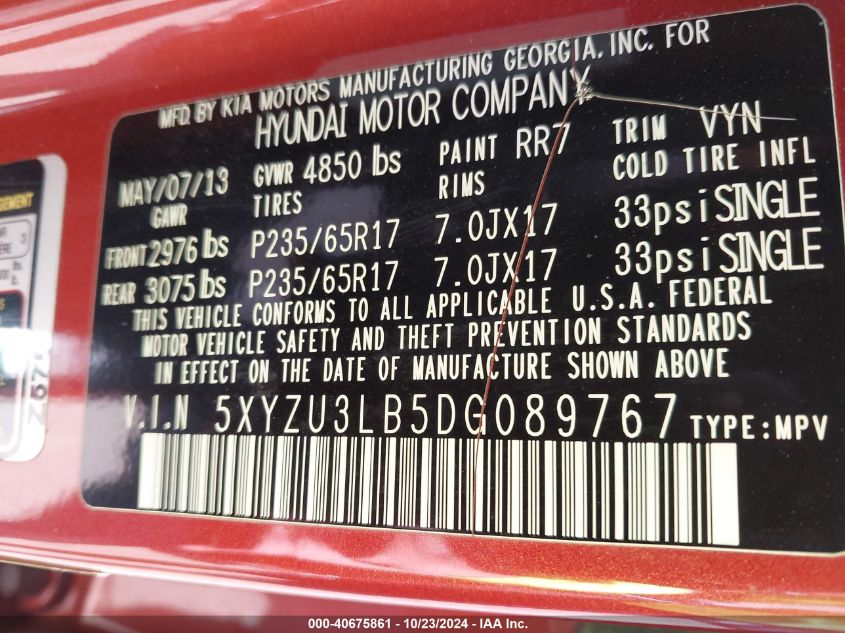 MFD. BY KIA MOTORS MANUFACTURING GEORGIA, INC. FOR
HYUNDAI MOTOR COMPANY
MAY/07/13 GVWR 4850 lbs PAINT RR7 TRIM VYN
GAWR TIRES RIMS COLD TIRE INFL
FRONT 2976 lbs P235/65R17 7.0JX17 33psi SINGLE
REAR 3075 lbs P235/65R17 7.0JX17 33psi SINGLE
THIS VEHICLE CONFORMS TO ALL APPLICABLE U.S.A. FEDERAL
MOTOR VEHICLE SAFETY AND THEFT PREVENTION STANDARDS
IN EFFECT ON THE DATE OF MANUFACTURE SHOWN ABOVE
V.I.N 5XYZU3LB5DG089767 TYPE:MPV
000-40675861 - 10/23/2024 - IAA Inc.